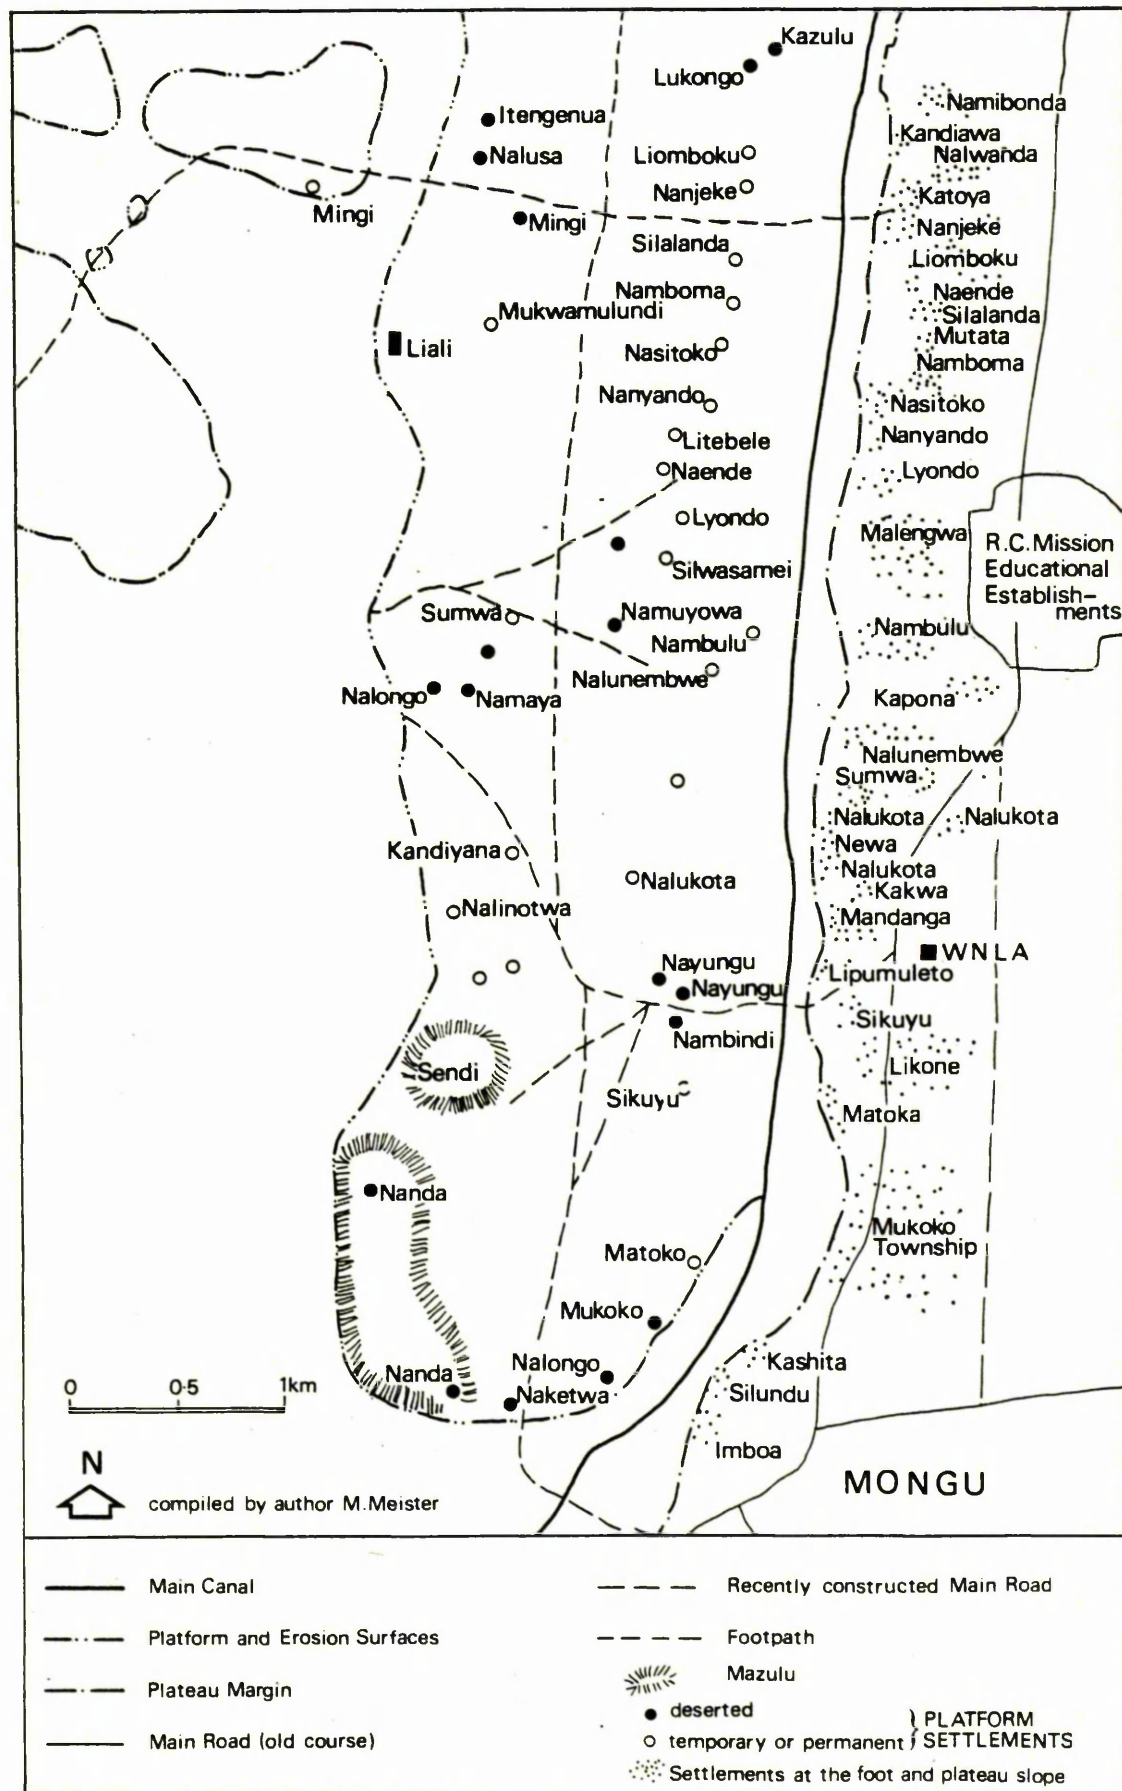 Kazulu
Lukongo
Itengenua
Namibonda
Kandiawa
Nalusa
Liomboku
Nalwanda
Nanjeke
Katoya
Mingi
Mingi
Nanjeke
Silalanda
Liomboku
Namboma
Naende
Mukwamulundi
Silalanda
Liali
Nasitoko
Mutata
Namboma
Nanyando
Nasitoko
Litebele
Nanyando
Naende
Lyondo
Lyondo
Malengwa
R.C. Mission
Educational
Establish-
ments
Silwasamei
Sumwa
Namuyowa
Nambulu
Nambulu
Nalunembwe
Nalongo
Namaya
Kapona
Nalunembwe
Sumwa
Nalukota
Nalukota
Newa
Kandiyana
Nalukota
Nalukota
Kakwa
Nalinotwa
Mandanga
WNLA
Nayungu
Lipumuleto
Nayungu
Sikuyu
Nambindi
Sendi
Likone
Sikuyu
Matoka
Nanda
Mukoko
Township
Matoko
Mukoko
Nalongo
Kashita
Nanda
Naketwa
Silundu
0 0·5 1km
Imboa
N
MONGU
compiled by author M.Meister
Main Canal
Platform and Erosion Surfaces
Plateau Margin
Main Road (old course)
Recently constructed Main Road
Footpath
Mazulu
deserted
temporary or permanent
} PLATFORM
SETTLEMENTS
Settlements at the foot and plateau slope